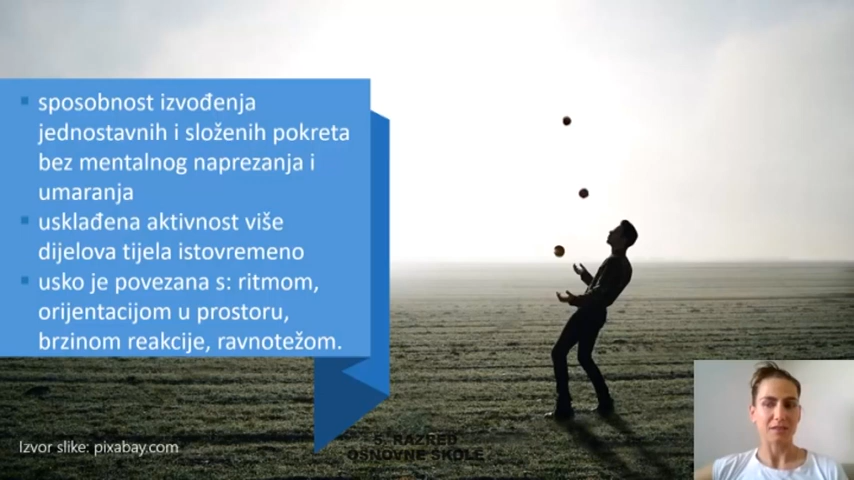 sposobnost izvođenja
jednostavnih i složenih pokreta
bez mentalnog naprezanja i
umaranja
usklađena aktivnost više
dijelova tijela istovremeno
usko je povezana s: ritmom,
orijentacijom u prostoru,
brzinom reakcije, ravnotežom.
Izvor slike: pixabay.com
5. RAZRED
OSNOVNE ŠKOLE